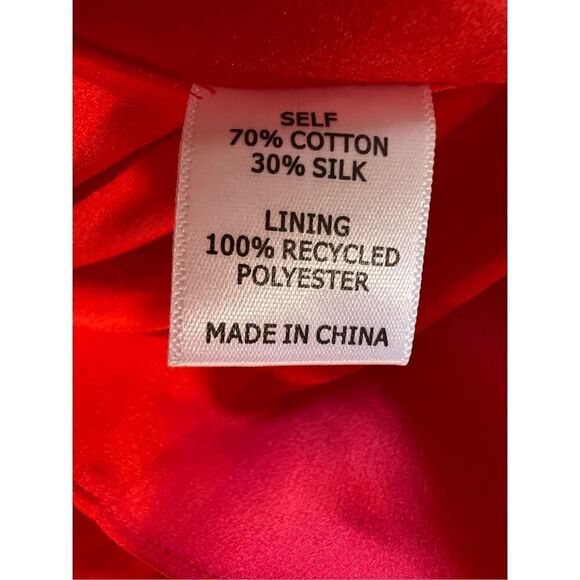 SELF
70% COTTON
30% SILK
LINING
100% RECYCLED
POLYESTER
MADE IN CHINA